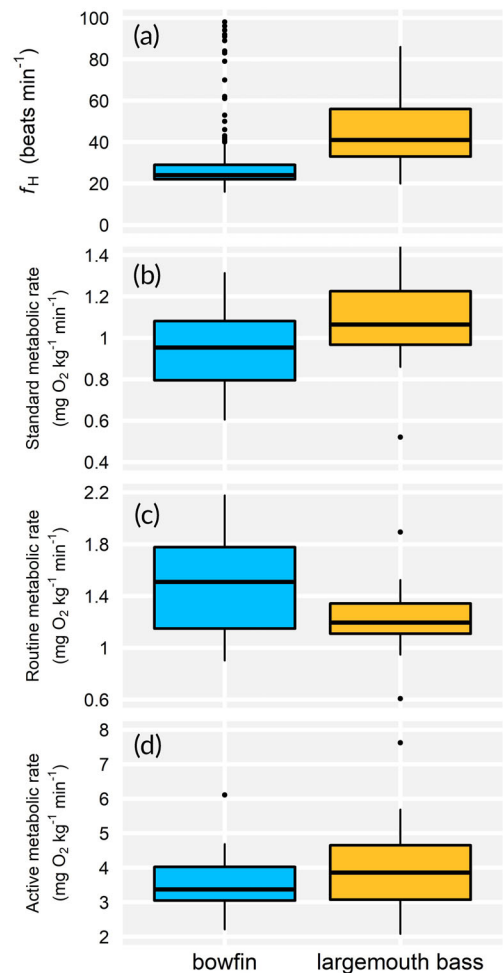 (a)
100
80
60
40
20
0
fH (beats min-1)
(b)
1.4
1.2
1
0.8
0.6
0.4
Standard metabolic rate
(mg O2 kg-1 min-1)
(c)
2.2
1.8
1.4
1
0.6
Routine metabolic rate
(mg O2 kg-1 min-1)
(d)
8
7
6
5
4
3
2
Active metabolic rate
(mg O2 kg-1 min-1)
bowfin largemouth bass